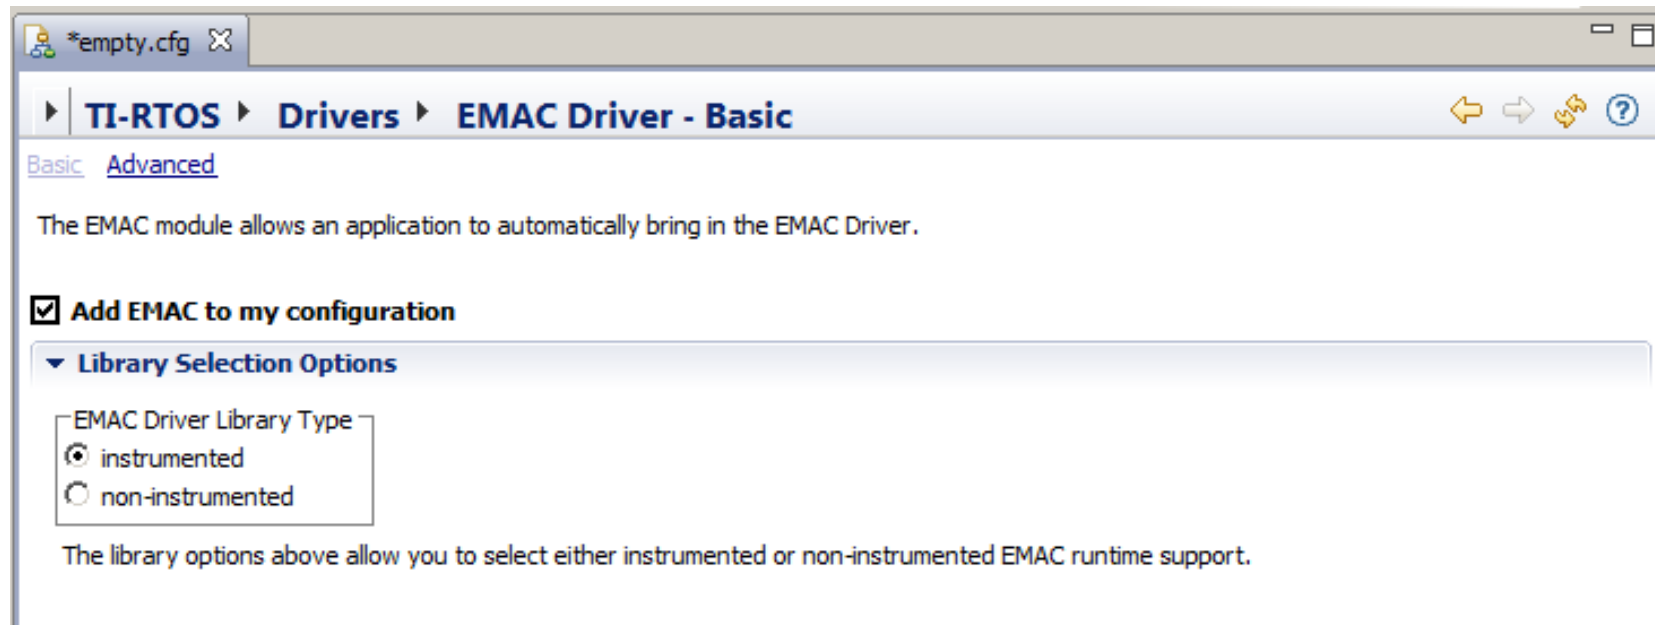 *empty.cfg
TI-RTOS Drivers EMAC Driver - Basic
Basic Advanced
The EMAC module allows an application to automatically bring in the EMAC Driver.
Add EMAC to my configuration
Library Selection Options
EMAC Driver Library Type
instrumented
non-instrumented
The library options above allow you to select either instrumented or non-instrumented EMAC runtime support.